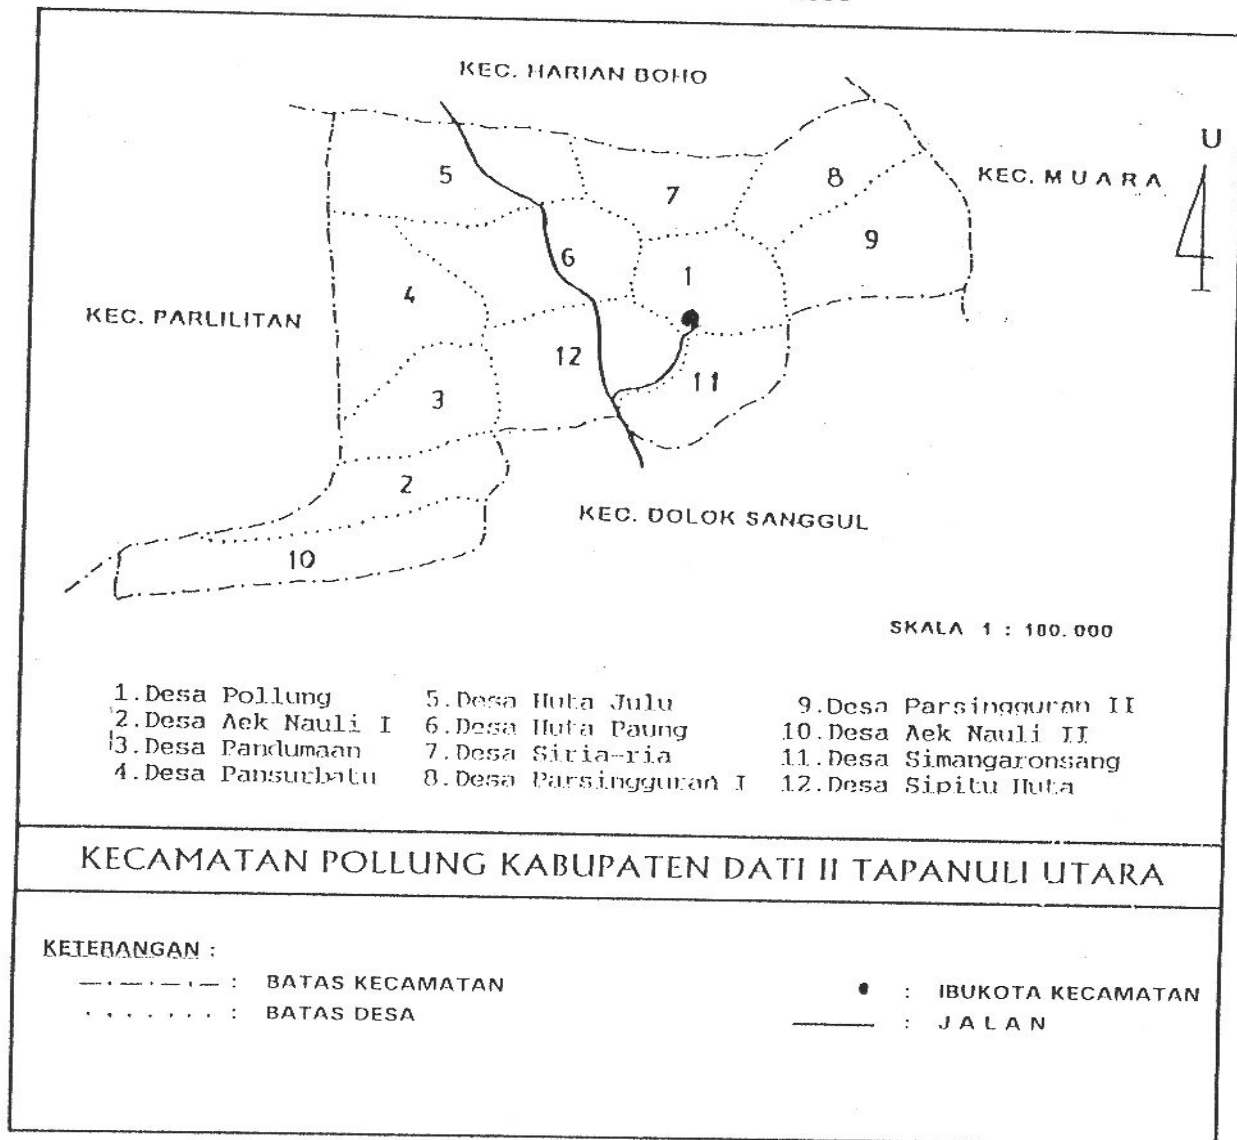 KEC. HARIAN BOHO
U
KEC. MUARA
5
7
8
9
6
1
4
KEC. PARLILITAN
12
11
3
2
KEC. DOLOK SANGGUL
10
SKALA 1 : 100.000
1.Desa Pollung 5.Desa Huta Julu 9.Desa Parsingguran II
2.Desa Aek Nauli I 6.Desa Huta Paung 10.Desa Aek Nauli II
3.Desa Pandumaan 7.Desa Siria-ria 11.Desa Simangaronsang
4.Desa Pansurbatu 8.Desa Parsingguran I 12.Desa Sipitu Huta
KECAMATAN POLLUNG KABUPATEN DATI II TAPANULI UTARA
KETERANGAN :
: BATAS KECAMATAN
: IBUKOTA KECAMATAN
: BATAS DESA
: JALAN